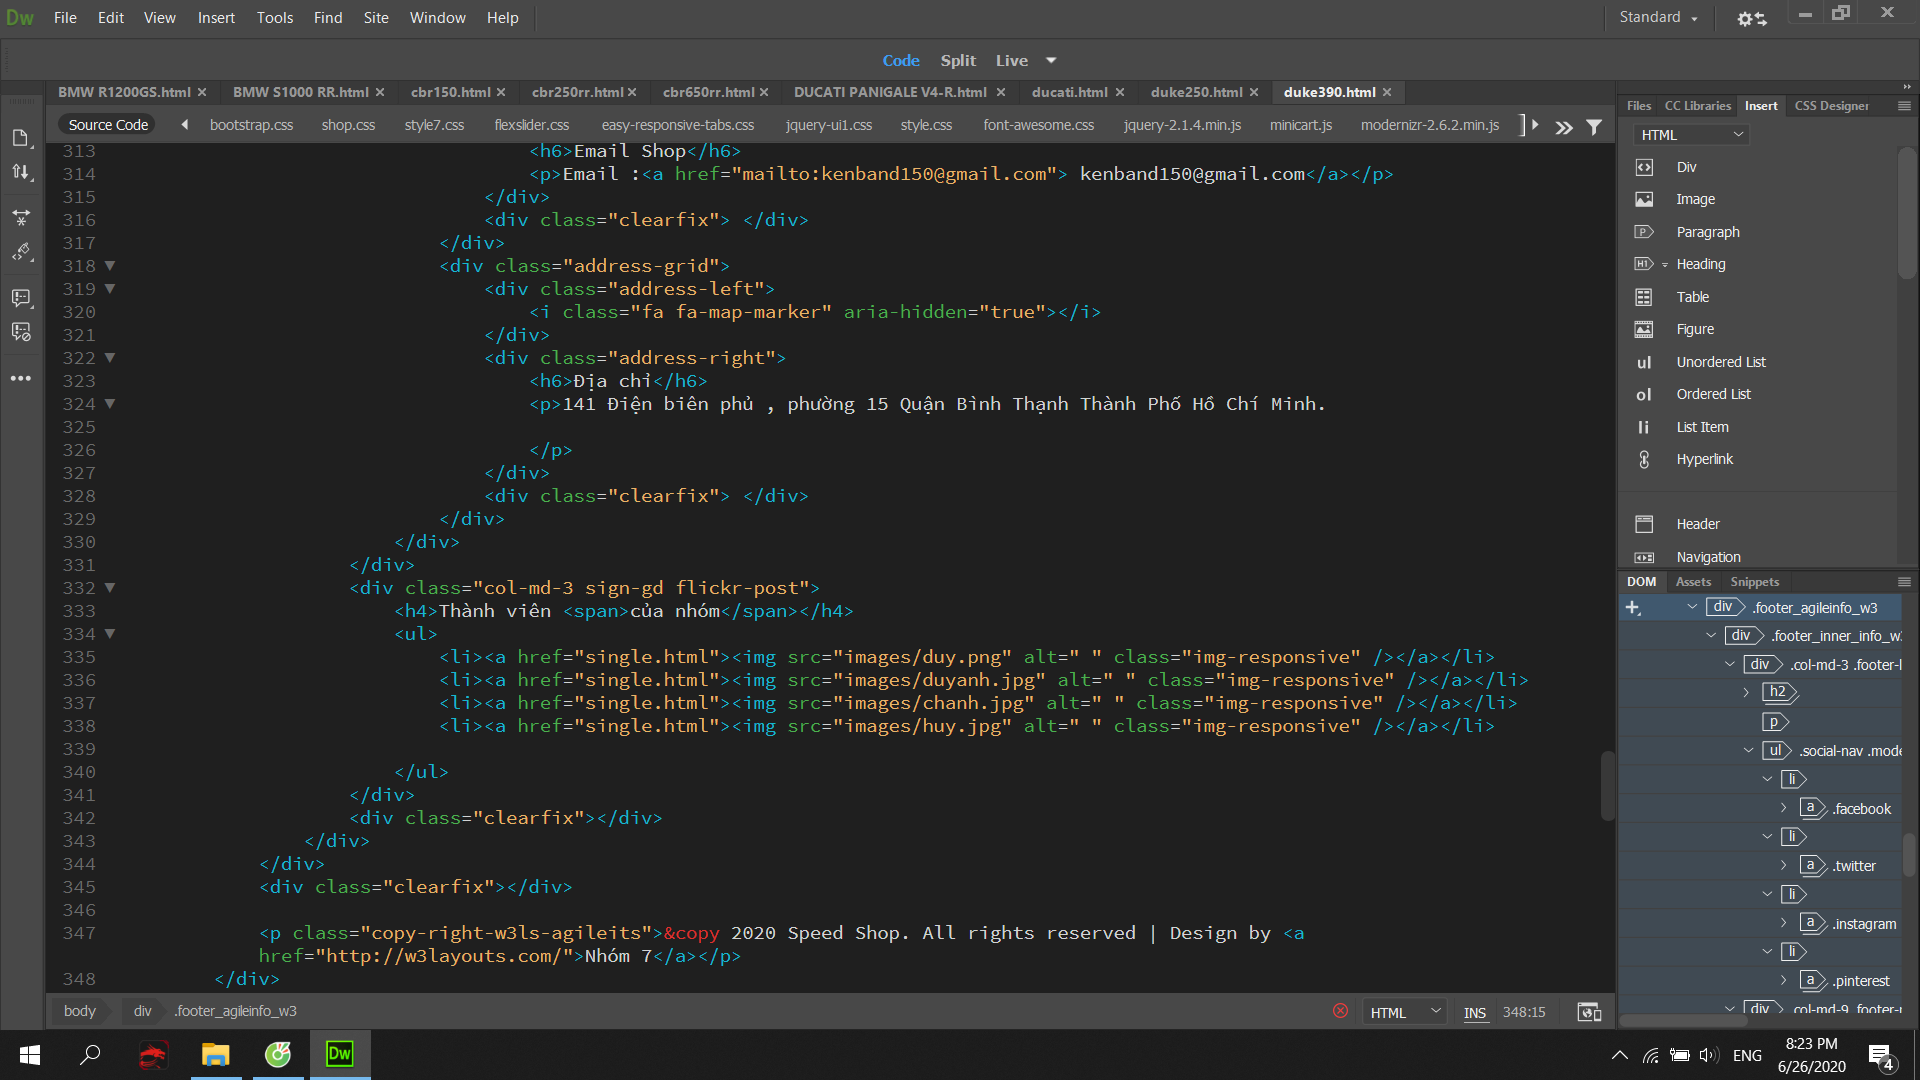 Dw File Edit View Insert Tools Find Site Window Help Standard
Code Split Live
BMW R1200GS.html BMW S1000 RR.html cbr150.html cbr250rr.html cbr650rr.html DUCATI PANIGALE V4-R.html ducati.html duke250.html duke390.html
Source Code bootstrap.css shop.css style7.css flexslider.css easy-responsive-tabs.css jquery-ui1.css style.css font-awesome.css jquery-2.1.4.min.js minicart.js modernizr-2.6.2.min.js
313 <h6>Email Shop</h6>
314 <p>Email :<a href="mailto:kenband150@gmail.com"> kenband150@gmail.com</a></p>
315 </div>
316 <div class="clearfix"> </div>
317 </div>
318 <div class="address-grid">
319 <div class="address-left">
320 <i class="fa fa-map-marker" aria-hidden="true"></i>
321 </div>
322 <div class="address-right">
323 <h6>Địa chỉ</h6>
324 <p>141 Điện biên phủ , phường 15 Quận Bình Thạnh Thành Phố Hồ Chí Minh.
325
326 </p>
327 </div>
328 <div class="clearfix"> </div>
329 </div>
330 </div>
331 </div>
332 <div class="col-md-3 sign-gd flickr-post">
333 <h4>Thành viên <span>của nhóm</span></h4>
334 <ul>
335 <li><a href="single.html"><img src="images/duy.png" alt=" " class="img-responsive" /></a></li>
336 <li><a href="single.html"><img src="images/duyanh.jpg" alt=" " class="img-responsive" /></a></li>
337 <li><a href="single.html"><img src="images/chanh.jpg" alt=" " class="img-responsive" /></a></li>
338 <li><a href="single.html"><img src="images/huy.jpg" alt=" " class="img-responsive" /></a></li>
339
340 </ul>
341 </div>
342 <div class="clearfix"></div>
343 </div>
344 </div>
345 <div class="clearfix"></div>
346
347 <p class="copy-right-w3ls-agileits">&copy 2020 Speed Shop. All rights reserved | Design by <a
href="http://w3layouts.com/">Nhóm 7</a></p>
348 </div>
body div .footer_agileinfo_w3 HTML INS 348:15
Files CC Libraries Insert CSS Designer
HTML
Div
Image
P Paragraph
H1 Heading
Table
Figure
ul Unordered List
ol Ordered List
li List Item
Hyperlink
Header
Navigation
DOM Assets Snippets
div .footer_agileinfo_w3
div .footer_inner_info_w
div .col-md-3 .footer-l
h2
p
ul .social-nav .mode
li
a .facebook
li
a .twitter
li
a .instagram
li
a .pinterest
div .col-md-9 .footer-r
Dw ENG 8:23 PM
6/26/2020 4